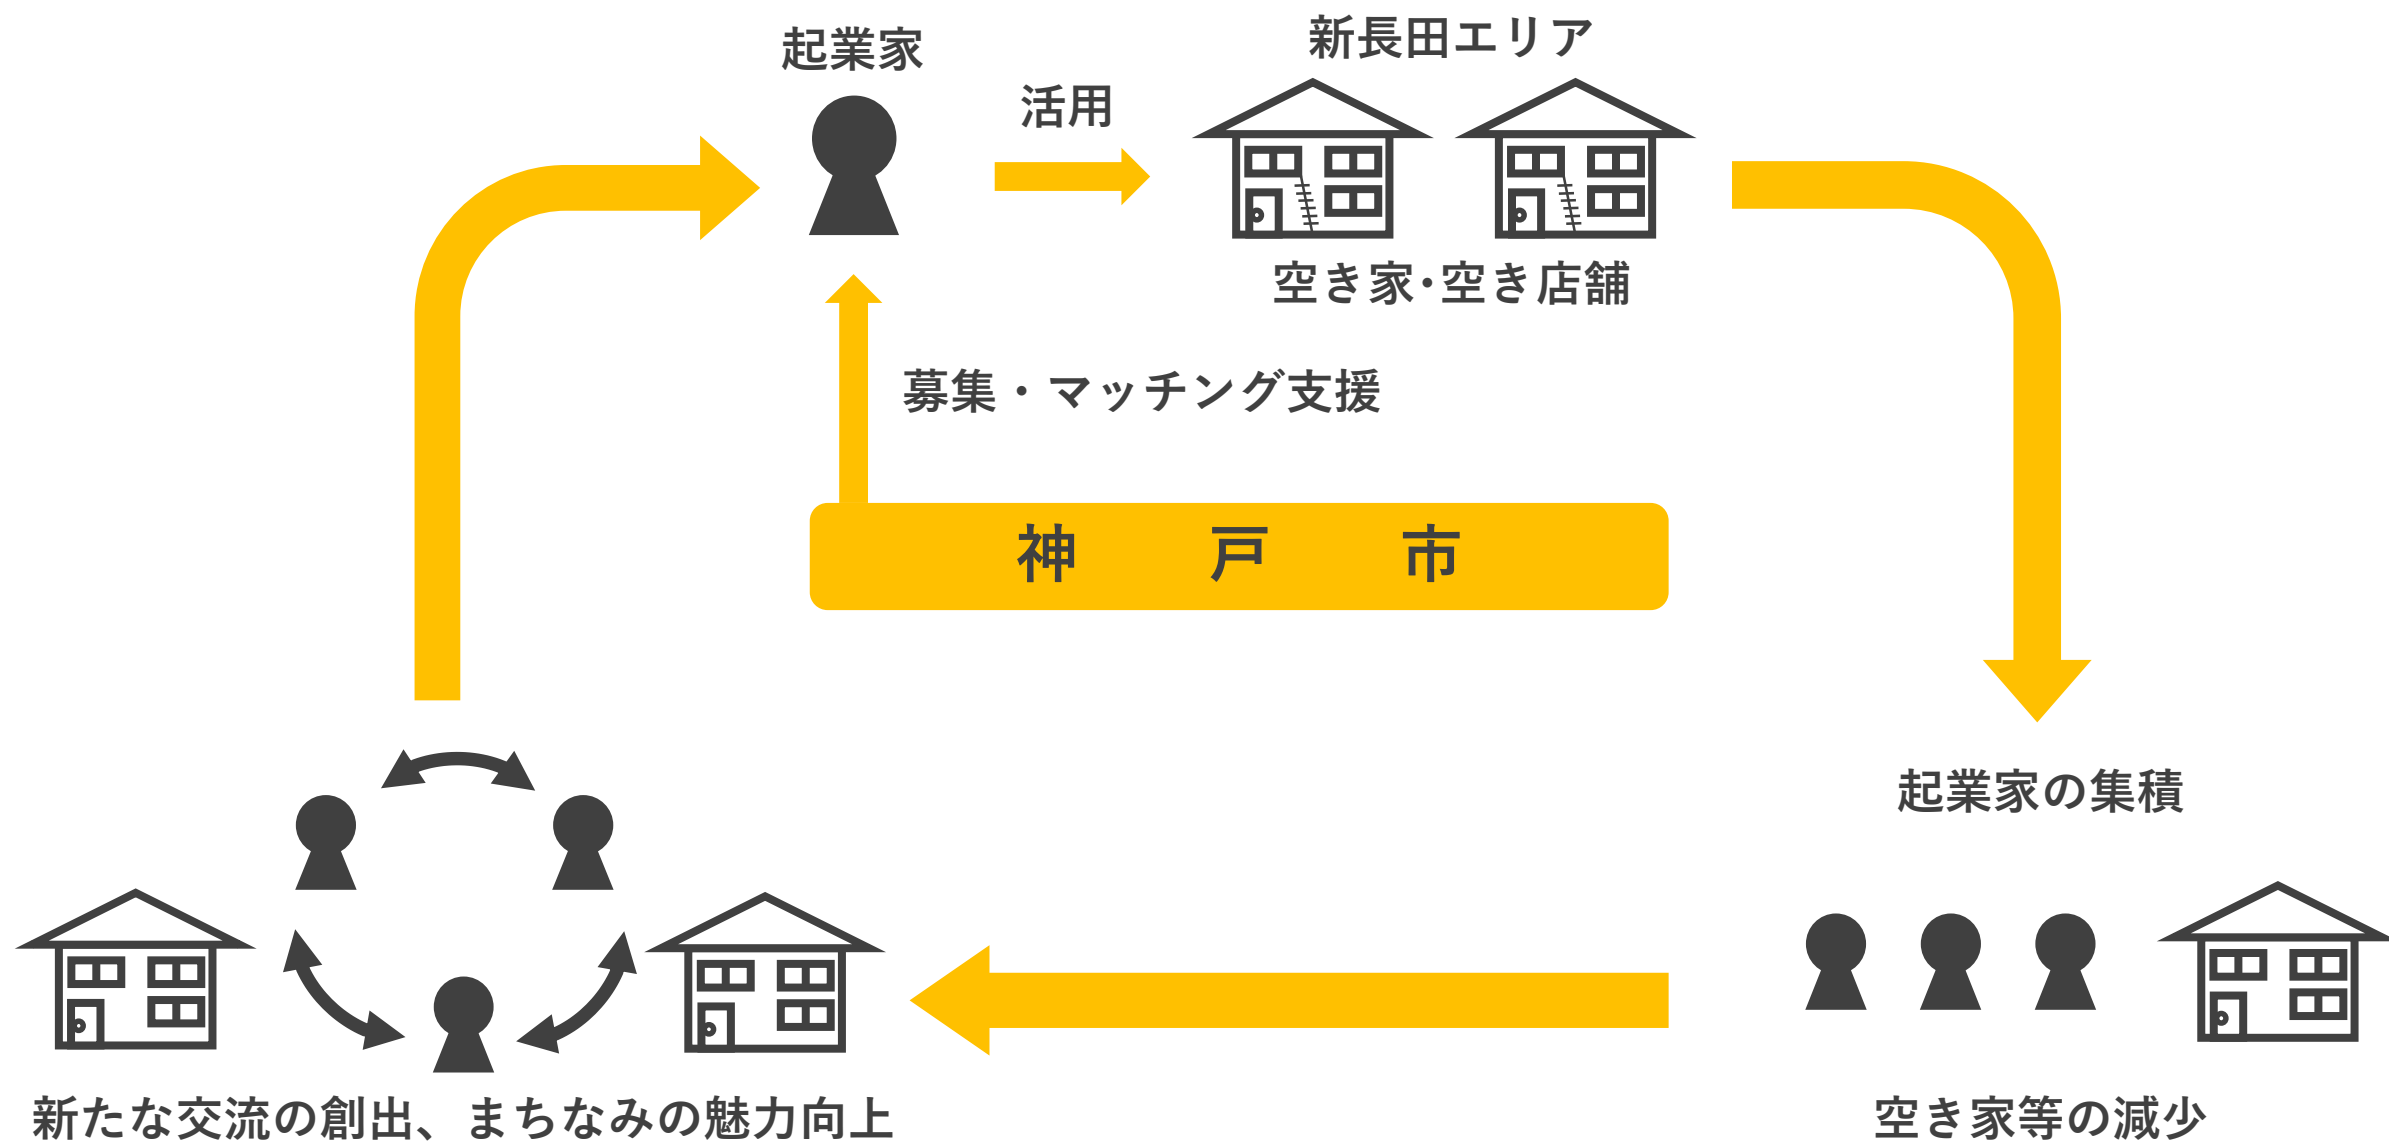 起業家
活用
新長田エリア
空き家･空き店舗
募集・マッチング支援
神　戸　市
起業家の集積
空き家等の減少
新たな交流の創出、まちなみの魅力向上